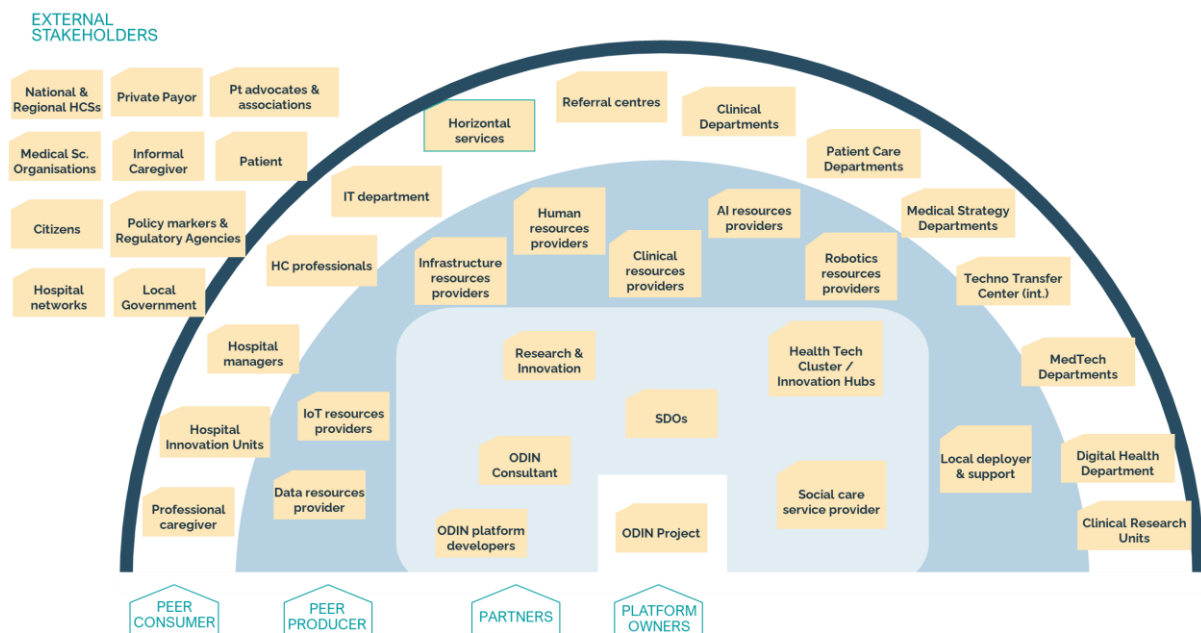 EXTERNAL
STAKEHOLDERS
National &
Regional HCSs
Private Payor
Pt advocates &
associations
Medical Sc.
Organisations
Informal
Caregiver
Patient
Citizens
Policy markers &
Regulatory Agencies
Hospital
networks
Local
Government
Horizontal
services
Referral centres
Clinical
Departments
Patient Care
Departments
IT department
Medical Strategy
Departments
HC professionals
Techno Transfer
Center (int.)
Hospital
managers
MedTech
Departments
Hospital
Innovation Units
Digital Health
Department
Professional
caregiver
Clinical Research
Units
Human
resources
providers
AI resources
providers
Infrastructure
resources
providers
Clinical
resources
providers
Robotics
resources
providers
IoT resources
providers
Data resources
provider
Local deployer
& support
Research &
Innovation
Health Tech
Cluster /
Innovation Hubs
SDOs
ODIN
Consultant
Social care
service provider
ODIN platform
developers
ODIN Project
PEER
CONSUMER
PEER
PRODUCER
PARTNERS
PLATFORM
OWNERS